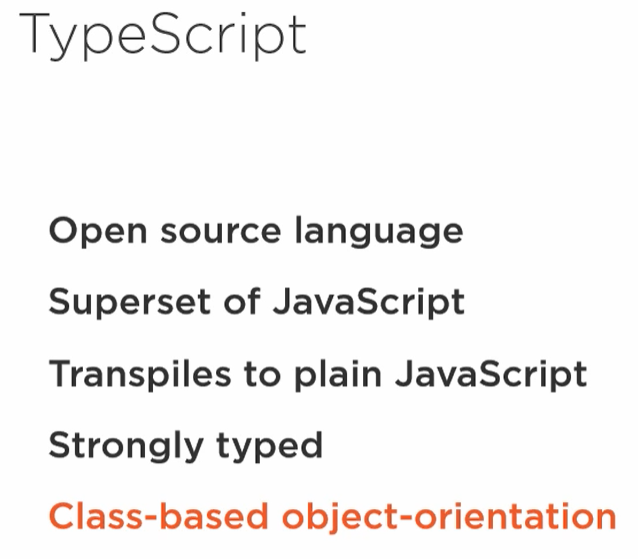 TypeScript
Open source language
Superset of JavaScript
Transpiles to plain JavaScript
Strongly typed
Class-based object-orientation